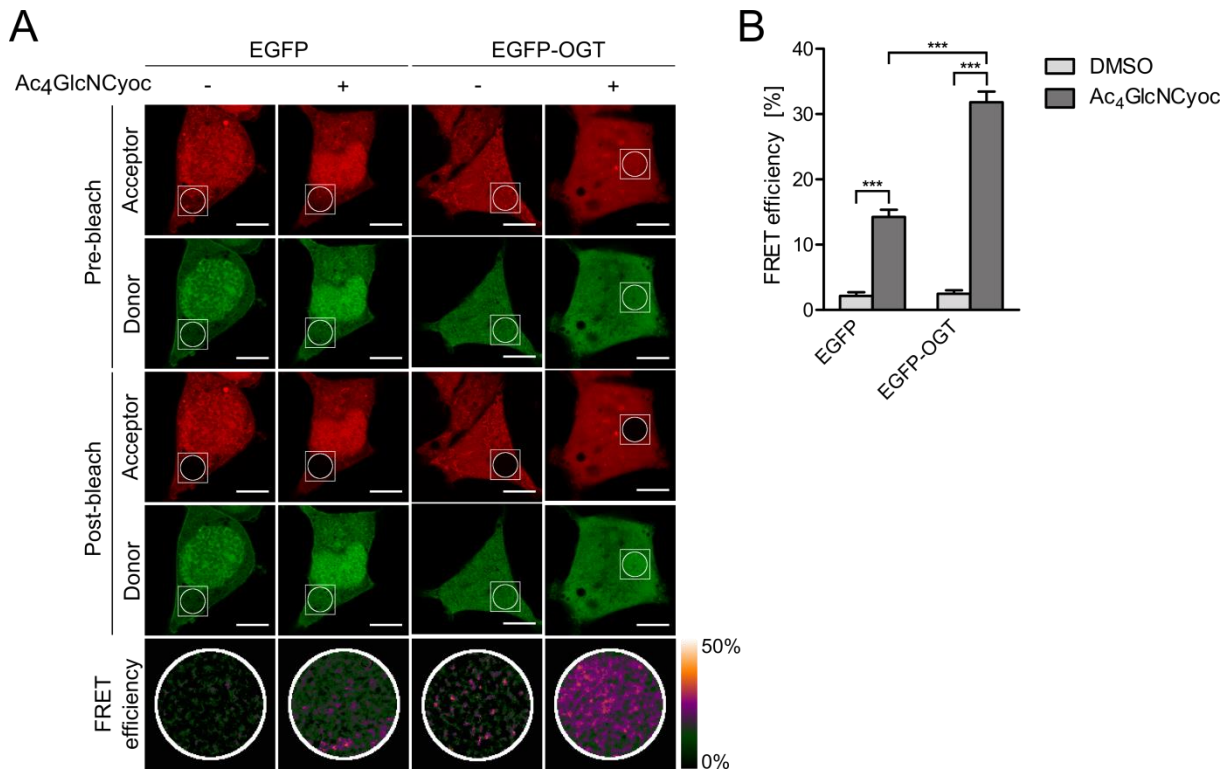 A
EGFP
EGFP-OGT
Ac4GlcNCyoc
-
+
-
+
Pre-bleach
Acceptor
Donor
Post-bleach
Acceptor
Donor
FRET
efficiency
50%
0%
B
FRET efficiency [%]
40
30
20
10
0
***
***
***
EGFP
EGFP-OGT
DMSO
Ac4GlcNCyoc